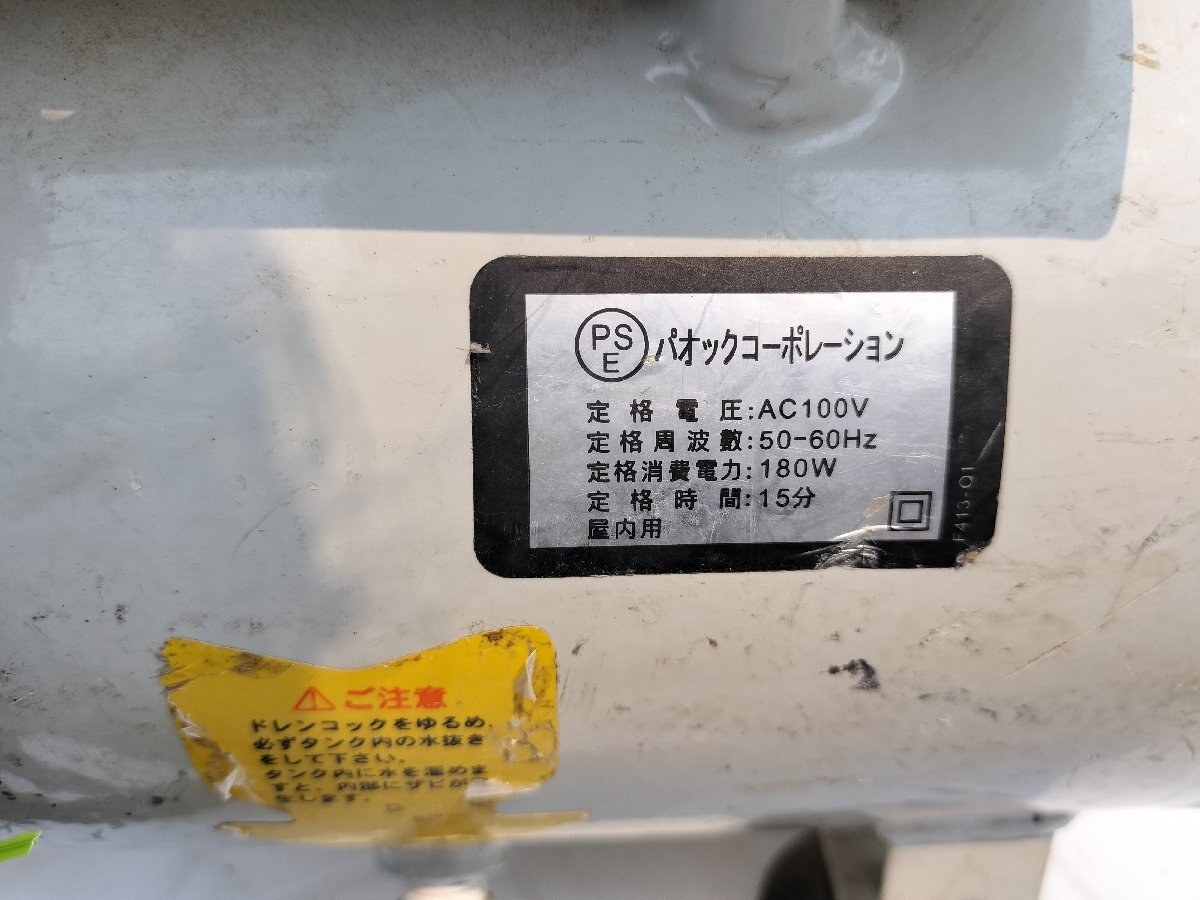 PS
E
パオックコーポレーション
定格電圧:AC100V
定格周波数:50-60Hz
定格消費電力:180W
定格時間:15分
屋内用
F413-01
ご注意
ドレンコックをゆるめ、
必ずタンク内の水抜き
をして下さい。
タンク内に水を溜めま
すと、内部にサビが
生します。